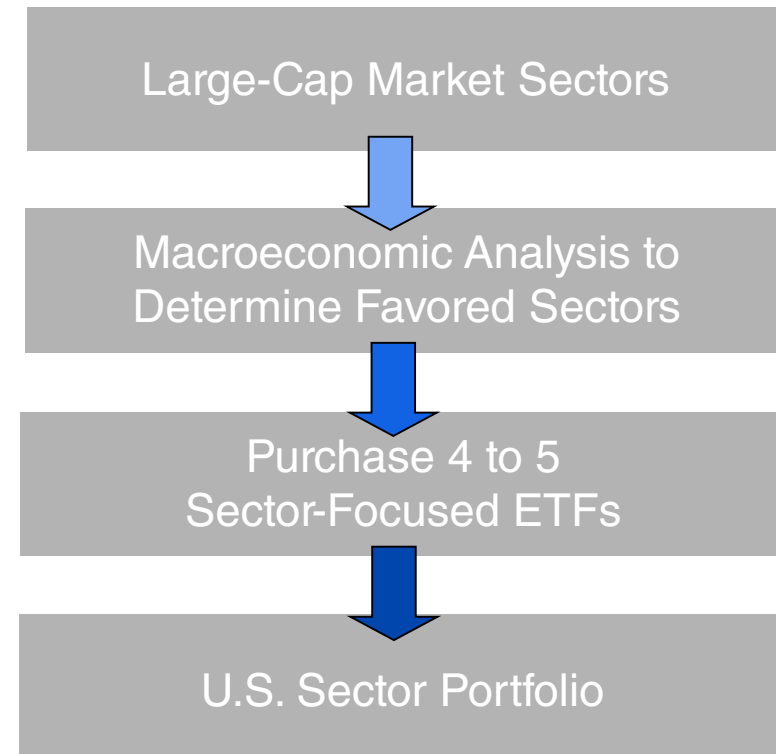 Large-Cap Market Sectors
Macroeconomic Analysis to
Determine Favored Sectors
Purchase 4 to 5
Sector-Focused ETFs
U.S. Sector Portfolio